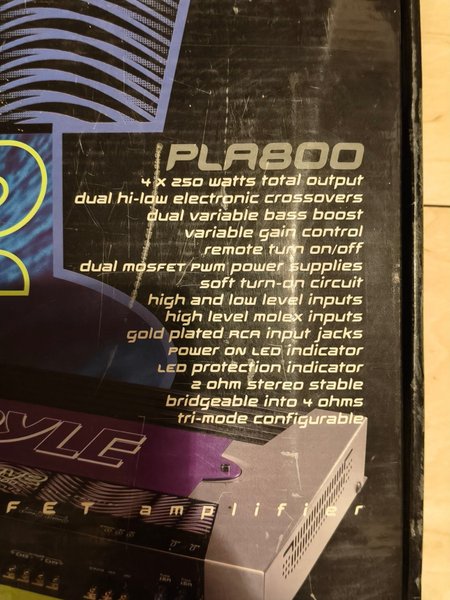 PLA800
4 x 250 watts total output
dual hi-low electronic crossovers
dual variable bass boost
variable gain control
remote turn on/off
dual MOSFET PWM power supplies
soft turn-on circuit
high and low level inputs
high level molex inputs
gold plated RCA input jacks
POWER ON LED indicator
LED protection indicator
2 ohm stereo stable
bridgeable into 4 ohms
tri-mode configurable
PYLE
FET amplifier